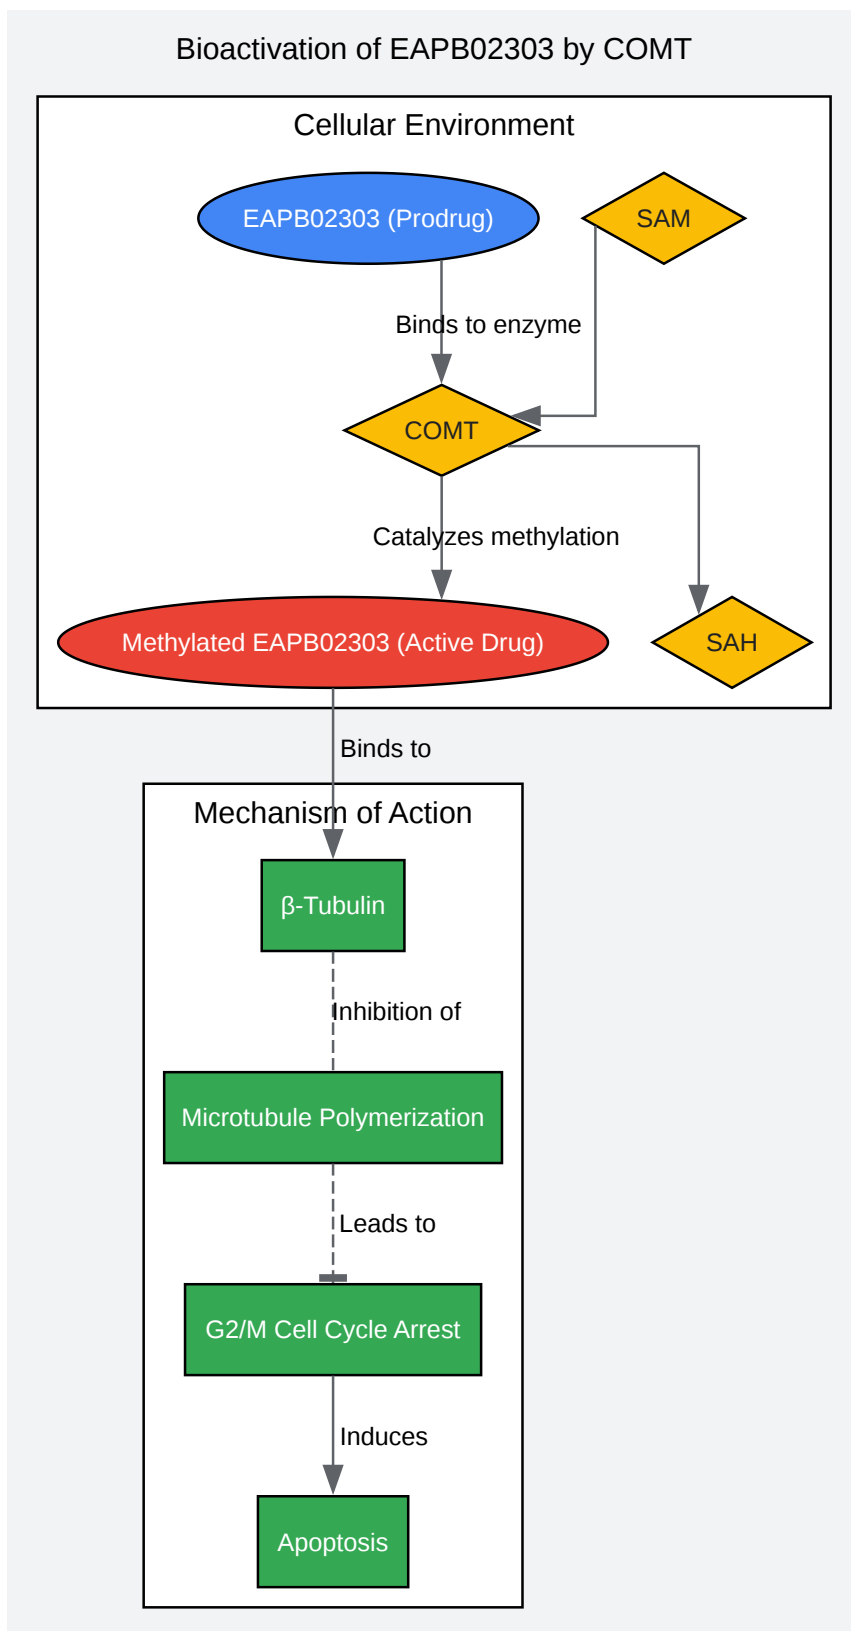 Bioactivation of EAPB02303 by COMT
Cellular Environment
EAPB02303 (Prodrug)
SAM
Binds to enzyme
COMT
Catalyzes methylation
Methylated EAPB02303 (Active Drug)
SAH
Binds to
Mechanism of Action
β-Tubulin
Inhibition of
Microtubule Polymerization
Leads to
G2/M Cell Cycle Arrest
Induces
Apoptosis